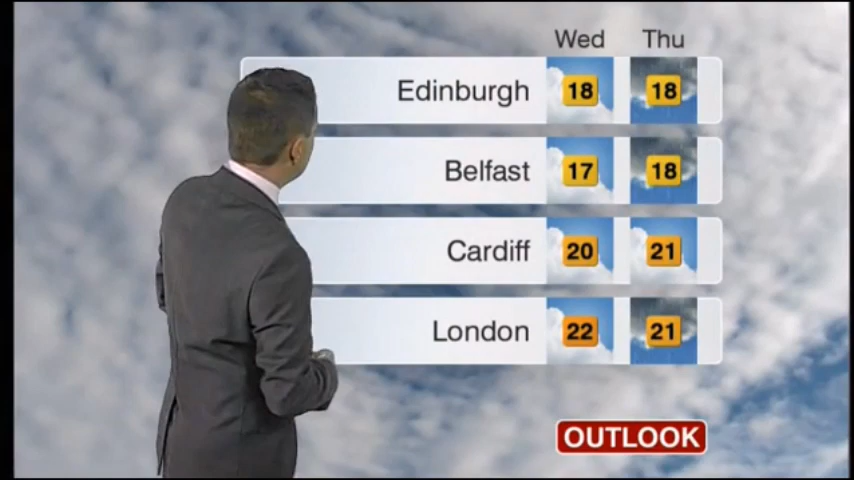 Wed Thu
Edinburgh 18 18
Belfast 17 18
Cardiff 20 21
London 22 21
OUTLOOK